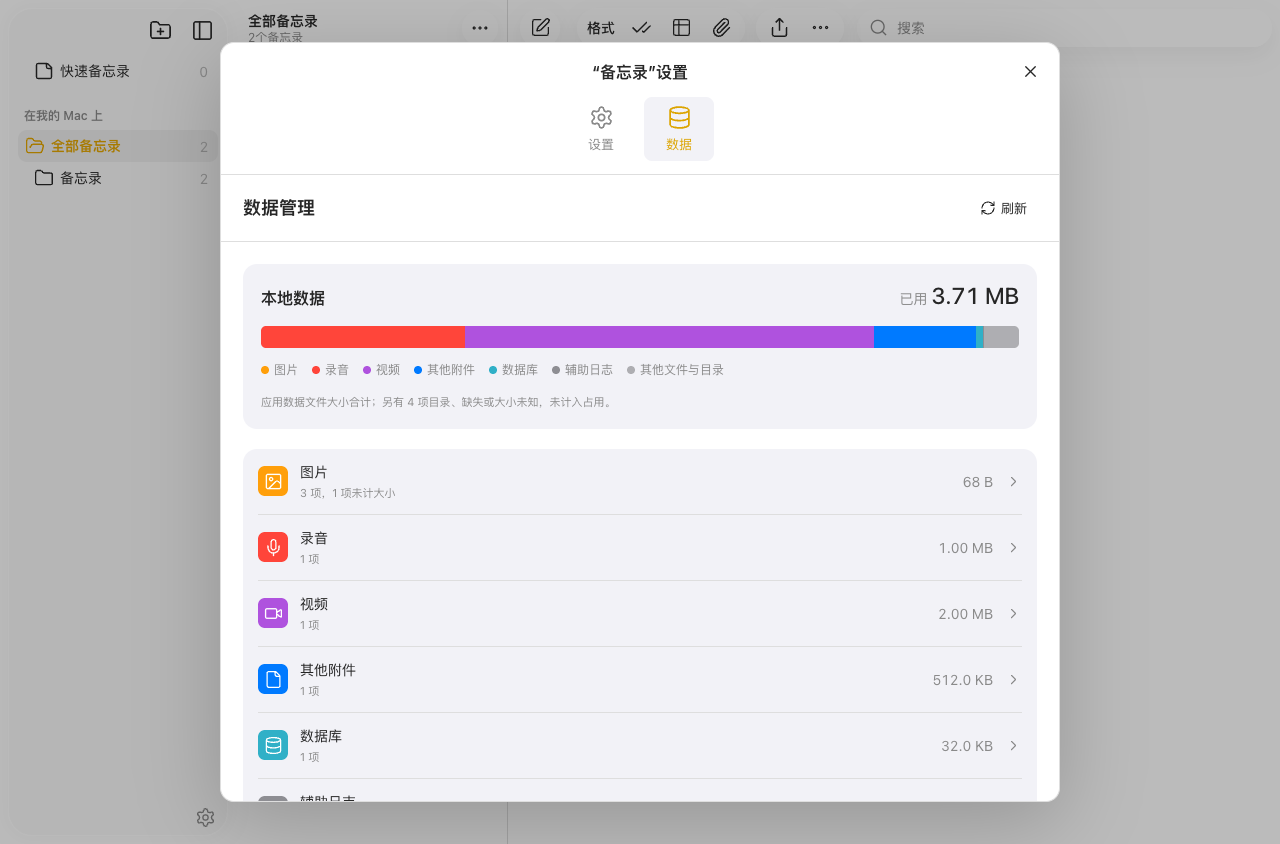 全部备忘录
2个备忘录
格式
搜索
快速备忘录 0
在我的 Mac 上
全部备忘录 2
备忘录 2
“备忘录”设置
设置
数据
数据管理
刷新
本地数据
已用 3.71 MB
图片 录音 视频 其他附件 数据库 辅助日志 其他文件与目录
应用数据文件大小合计；另有 4 项目录、缺失或大小未知，未计入占用。
图片
3 项，1 项未计大小
68 B
录音
1 项
1.00 MB
视频
1 项
2.00 MB
其他附件
1 项
512.0 KB
数据库
1 项
32.0 KB
辅助日志